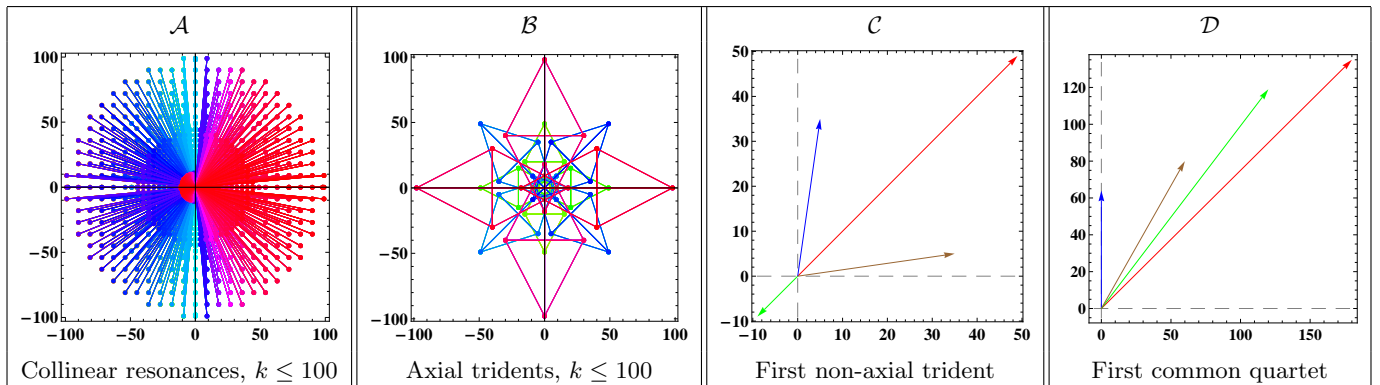 𝒜
100
50
0
−50
−100
−100 −50 0 50 100
Collinear resonances, k ≤ 100
ℬ
100
50
0
−50
−100
−100 −50 0 50 100
Axial tridents, k ≤ 100
𝒞
50
40
30
20
10
0
−10
−10 0 10 20 30 40 50
First non-axial trident
𝒟
120
100
80
60
40
20
0
0 50 100 150
First common quartet